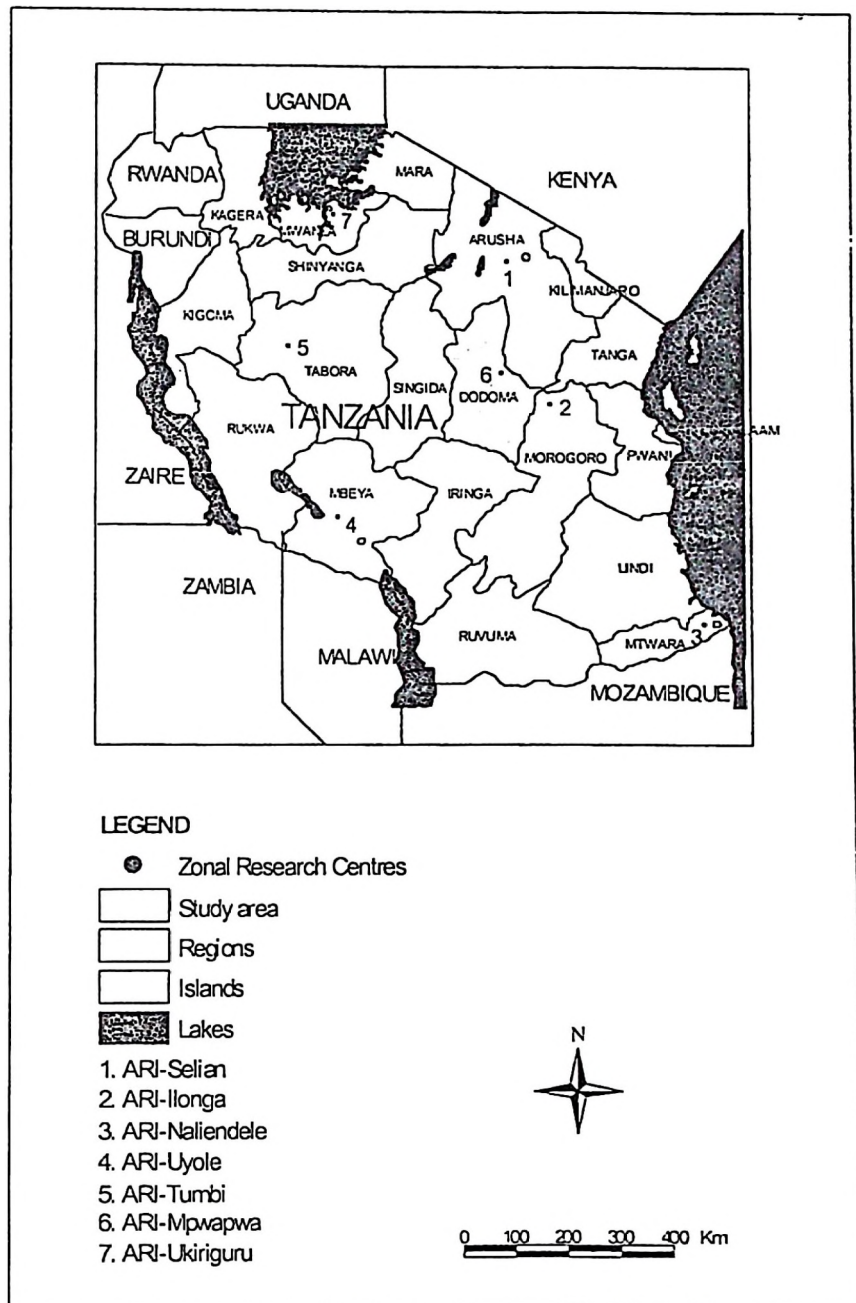 UGANDA
RWANDA
MARA
KENYA
KAGERA
MWANZA
7
BURUNDI
ARUSHA
SHINYANGA
1
KILIMANJARO
KIGOMA
5
TABORA
TANGA
SINGIDA
6
DODOMA
2
TANZANIA
RUKWA
AAM
MOROGORO
PWANI
ZAIRE
MBEYA
IRINGA
4
LINDI
ZAMBIA
RUVUMA
3
MTWARA
MALAWI
MOZAMBIQUE
LEGEND
Zonal Research Centres
Study area
Regions
Islands
Lakes
1. ARI-Selian
2. ARI-Ilonga
3. ARI-Naliendele
4. ARI-Uyole
5. ARI-Tumbi
6. ARI-Mpwapwa
7. ARI-Ukiriguru
N
0 100 200 300 400 Km